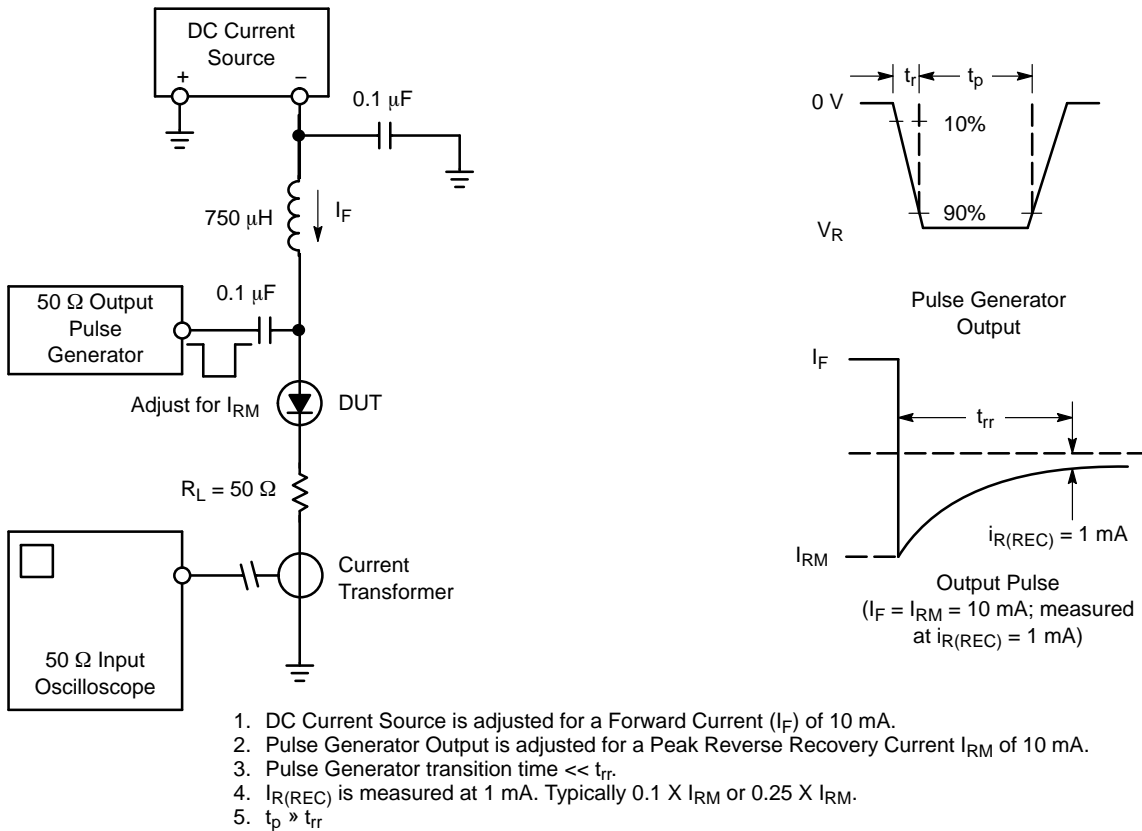 DC Current
Source
+
−
0.1 μF
750 μH
I_F
50 Ω Output
Pulse
Generator
0.1 μF
Adjust for I_RM
DUT
R_L = 50 Ω
Current
Transformer
50 Ω Input
Oscilloscope
t_r
t_p
0 V
10%
90%
V_R
Pulse Generator
Output
I_F
t_rr
i_R(REC) = 1 mA
I_RM
Output Pulse
(I_F = I_RM = 10 mA; measured
at i_R(REC) = 1 mA)
1. DC Current Source is adjusted for a Forward Current (I_F) of 10 mA.
2. Pulse Generator Output is adjusted for a Peak Reverse Recovery Current I_RM of 10 mA.
3. Pulse Generator transition time << t_rr.
4. I_R(REC) is measured at 1 mA. Typically 0.1 X I_RM or 0.25 X I_RM.
5. t_p » t_rr